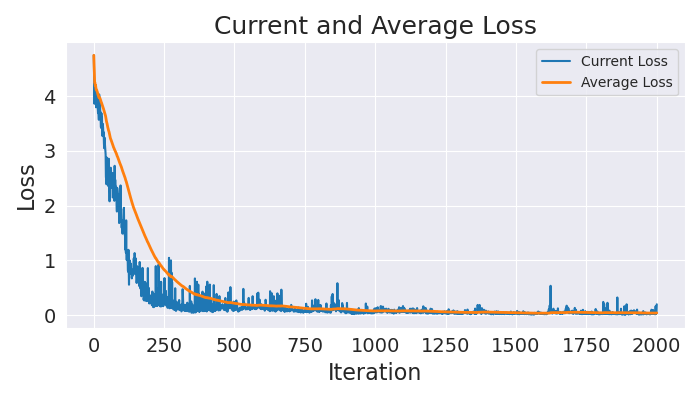 Current and Average Loss
Current Loss
Average Loss
Loss
4
3
2
1
0
0 250 500 750 1000 1250 1500 1750 2000
Iteration